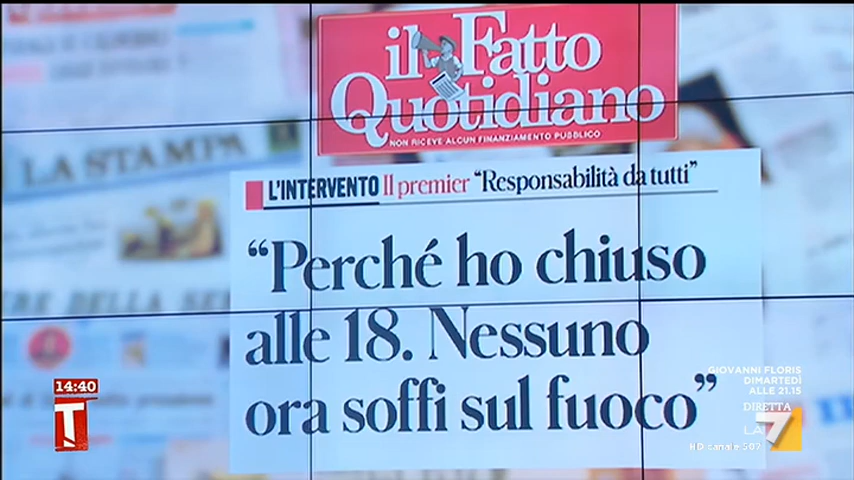 il Fatto
Quotidiano
NON RICEVE ALCUN FINANZIAMENTO PUBBLICO
LA STAMPA
L'INTERVENTO Il premier "Responsabilità da tutti"
"Perché ho chiuso
alle 18. Nessuno
ora soffi sul fuoco"
14:40
T
GIOVANNI FLORIS
DIMARTEDÌ
ALLE 21.15
DIRETTA
LA7
HD canale 507